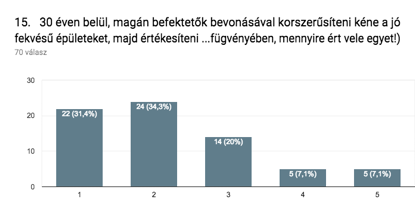 15. 30 éven belül, magán befektetők bevonásával korszerűsíteni kéne a jó
fekvésű épületeket, majd értékesíteni ...fügvényében, mennyire ért vele egyet!)
70 válasz
30
20
10
0
22 (31,4%)
24 (34,3%)
14 (20%)
5 (7,1%)
5 (7,1%)
1 2 3 4 5